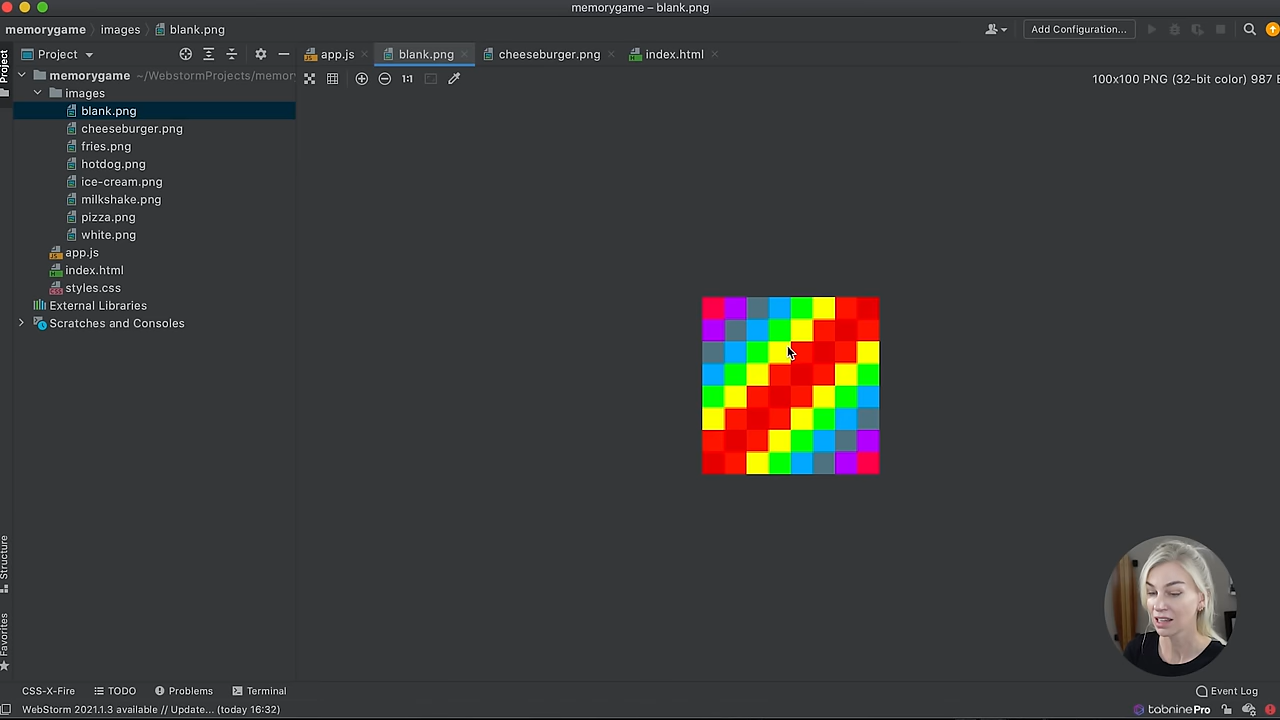 memorygame – blank.png
memorygame images blank.png
Add Configuration...
Project
Project
app.js
blank.png
cheeseburger.png
index.html
memorygame ~/WebstormProjects/memor
1:1
100x100 PNG (32-bit color) 987 B
images
blank.png
cheeseburger.png
fries.png
hotdog.png
ice-cream.png
milkshake.png
pizza.png
white.png
app.js
index.html
styles.css
External Libraries
Scratches and Consoles
Structure
Favorites
CSS-X-Fire
TODO
Problems
Terminal
Event Log
WebStorm 2021.1.3 available // Update... (today 16:32)
tabnine Pro